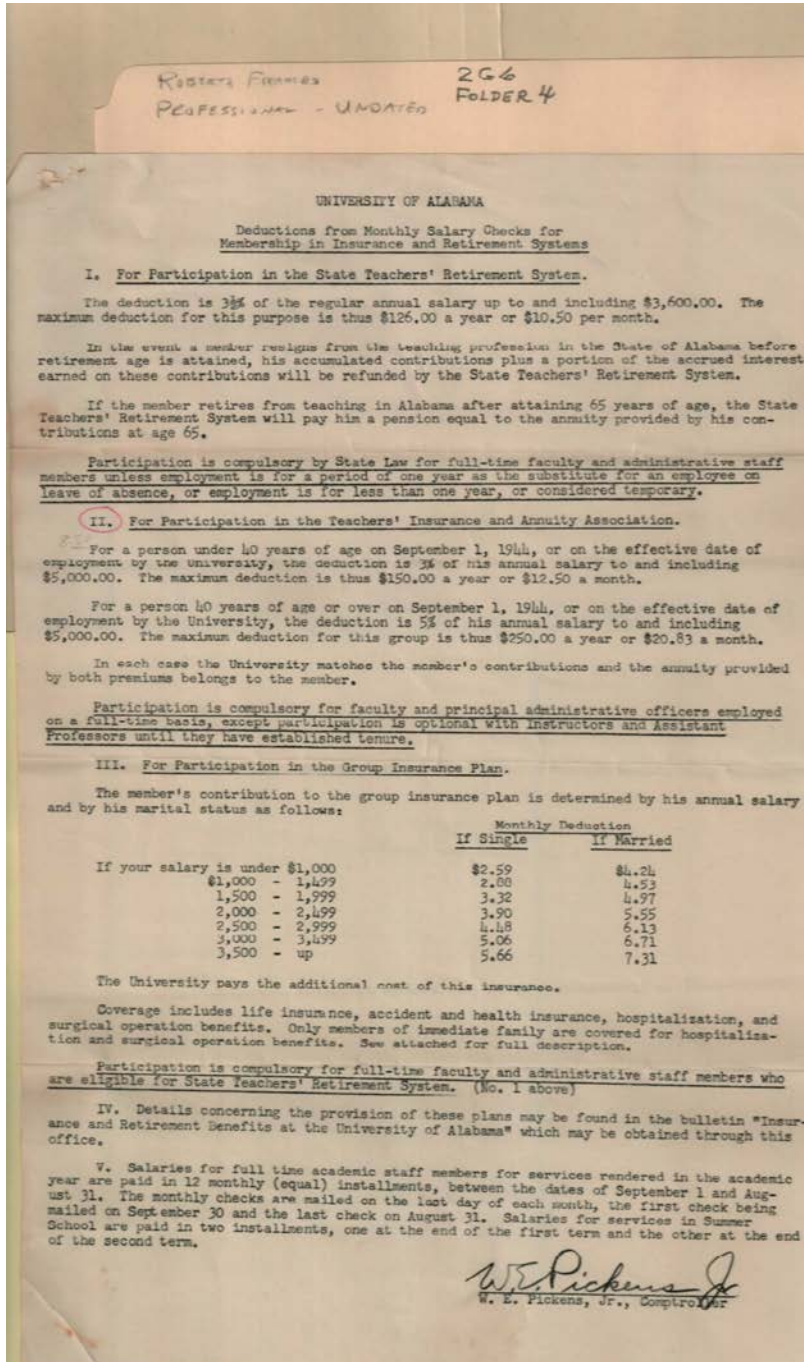 Roberts Frances
Professional - Undated
2G6
Folder 4
UNIVERSITY OF ALABAMA
Deductions from Monthly Salary Checks for
Membership in Insurance and Retirement Systems
I. For Participation in the State Teachers' Retirement System.
The deduction is 3½% of the regular annual salary up to and including $3,600.00. The
maximum deduction for this purpose is thus $126.00 a year or $10.50 per month.
In the event a member resigns from the teaching profession in the State of Alabama before
retirement age is attained, his accumulated contributions plus a portion of the accrued interest
earned on these contributions will be refunded by the State Teachers' Retirement System.
If the member retires from teaching in Alabama after attaining 65 years of age, the State
Teachers' Retirement System will pay him a pension equal to the annuity provided by his con-
tributions at age 65.
Participation is compulsory by State Law for full-time faculty and administrative staff
members unless employment is for a period of one year as the substitute for an employee on
leave of absence, or employment is for less than one year, or considered temporary.
II. For Participation in the Teachers' Insurance and Annuity Association.
For a person under 40 years of age on September 1, 1944, or on the effective date of
employment by the University, the deduction is 3% of his annual salary to and including
$5,000.00. The maximum deduction is thus $150.00 a year or $12.50 a month.
For a person 40 years of age or over on September 1, 1944, or on the effective date of
employment by the University, the deduction is 5% of his annual salary to and including
$5,000.00. The maximum deduction for this group is thus $250.00 a year or $20.83 a month.
In each case the University matches the member's contributions and the annuity provided
by both premiums belongs to the member.
Participation is compulsory for faculty and principal administrative officers employed
on a full-time basis, except participation is optional with Instructors and Assistant
Professors until they have established tenure.
III. For Participation in the Group Insurance Plan.
The member's contribution to the group insurance plan is determined by his annual salary
and by his marital status as follows:
Monthly Deduction
If Single If Married
If your salary is under $1,000 $2.59 $4.24
$1,000 - 1,499 2.88 4.53
1,500 - 1,999 3.32 4.97
2,000 - 2,499 3.90 5.55
2,500 - 2,999 4.48 6.13
3,000 - 3,499 5.06 6.71
3,500 - up 5.66 7.31
The University pays the additional cost of this insurance.
Coverage includes life insurance, accident and health insurance, hospitalization, and
surgical operation benefits. Only members of immediate family are covered for hospitaliza-
tion and surgical operation benefits. See attached for full description.
Participation is compulsory for full-time faculty and administrative staff members who
are eligible for State Teachers' Retirement System. (No. 1 above)
IV. Details concerning the provision of these plans may be found in the bulletin "Insur-
ance and Retirement Benefits at the University of Alabama" which may be obtained through this
office.
V. Salaries for full time academic staff members for services rendered in the academic
year are paid in 12 monthly (equal) installments, between the dates of September 1 and Aug-
ust 31. The monthly checks are mailed on the last day of each month, the first check being
mailed on September 30 and the last check on August 31. Salaries for services in Summer
School are paid in two installments, one at the end of the first term and the other at the end
of the second term.
W. E. Pickens Jr
W. E. Pickens, Jr., Comptroller